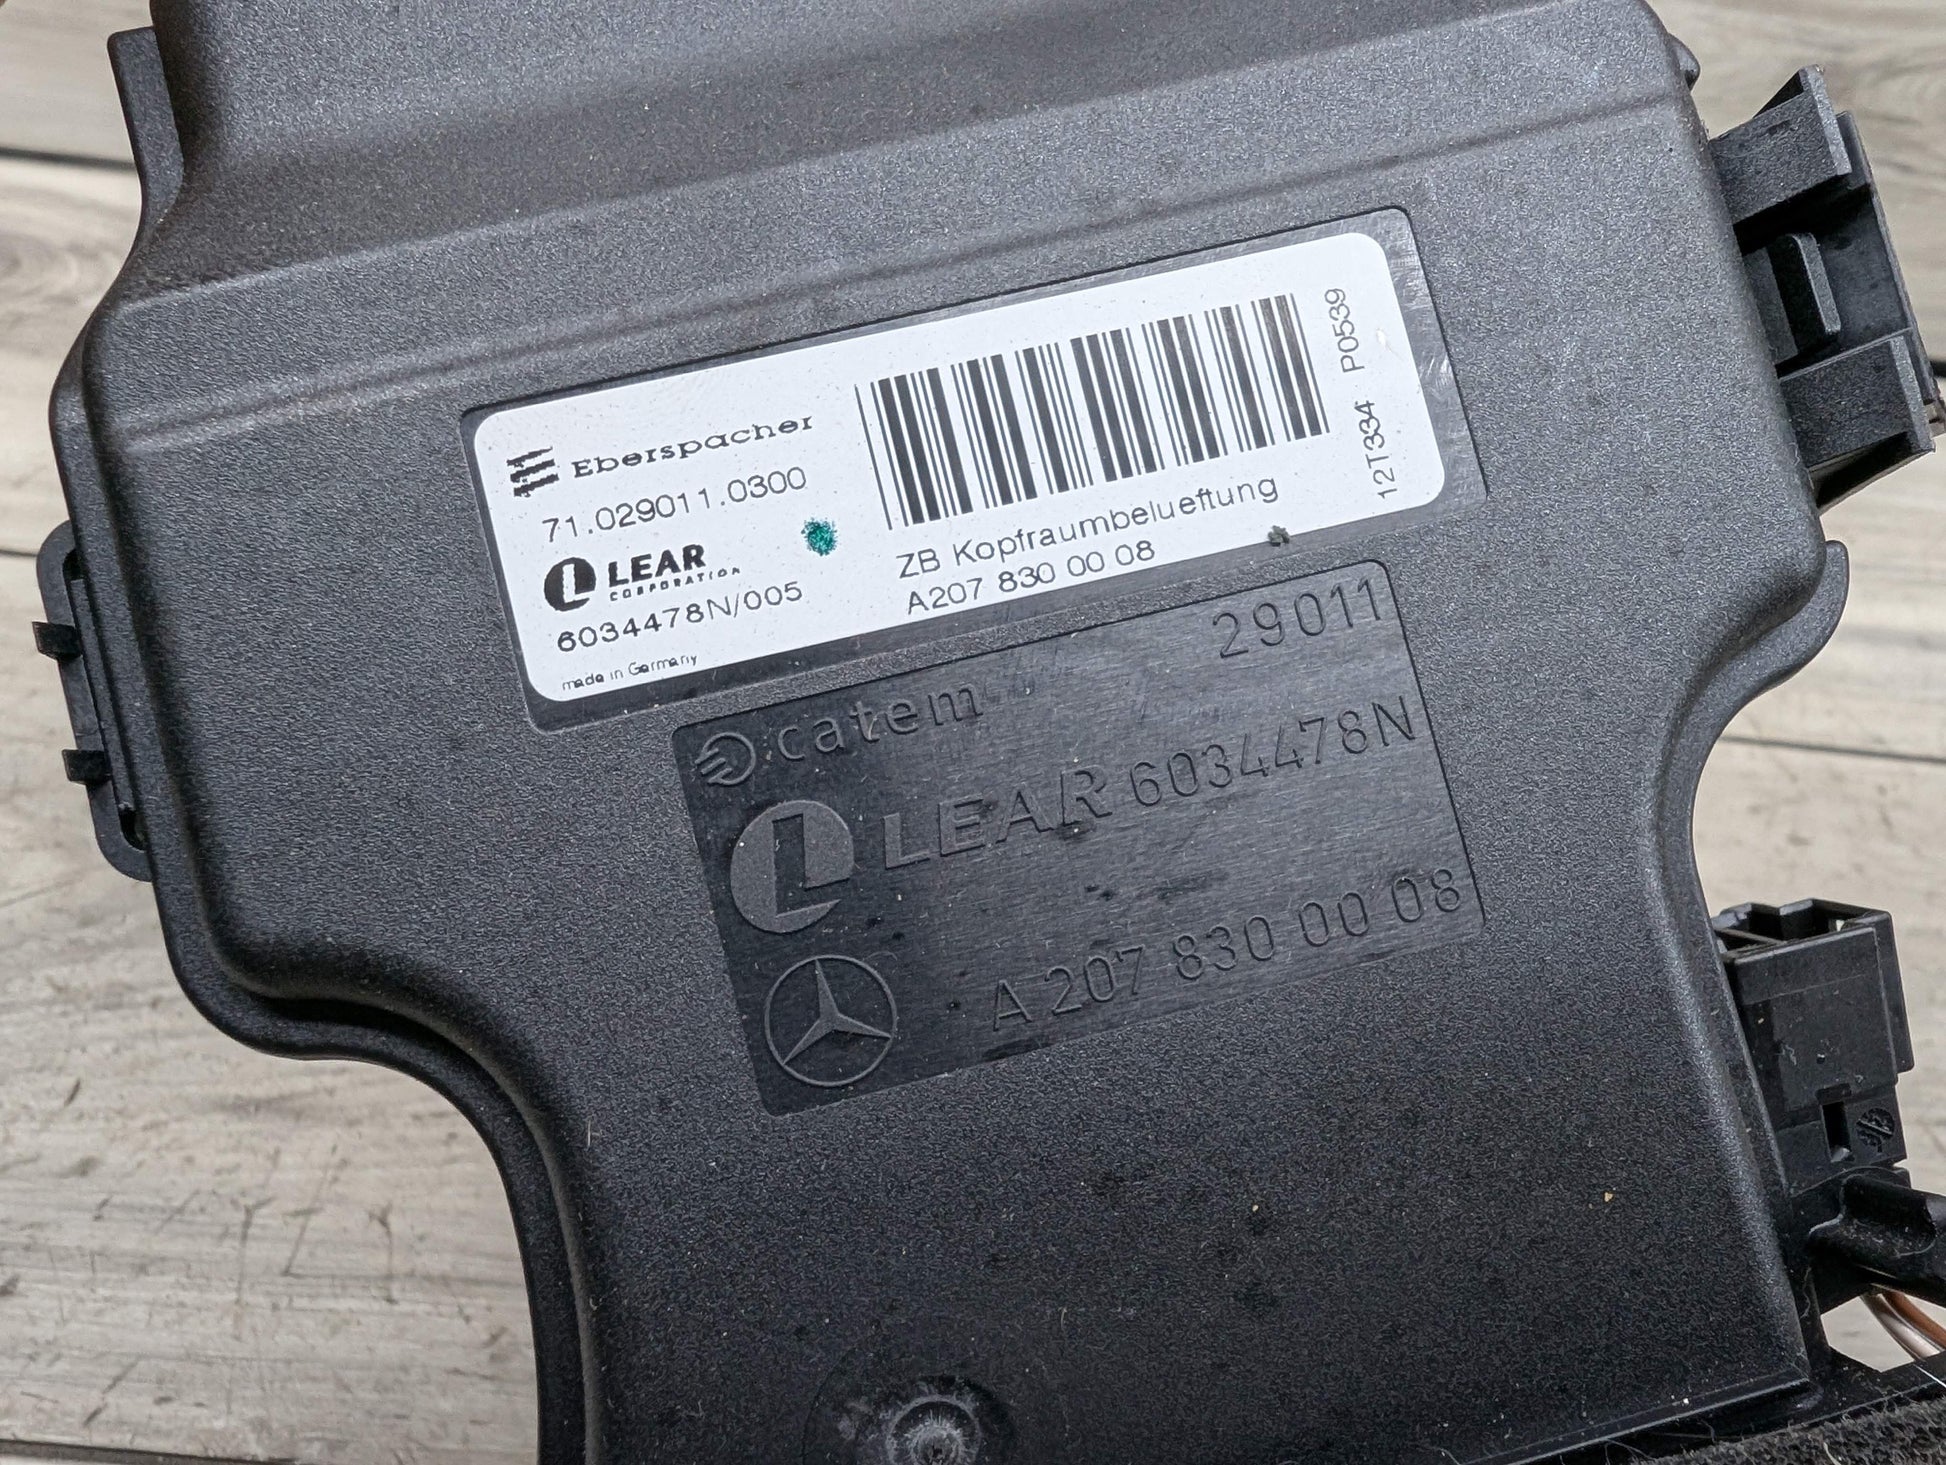 Eberspächer
71.029011.0300
LEAR
CORPORATION
6034478N/005
made in Germany
ZB Kopfraumbelueftung
A207 830 00 08
12T334 P0539
catem
29011
LEAR 6034478N
A 207 830 00 08